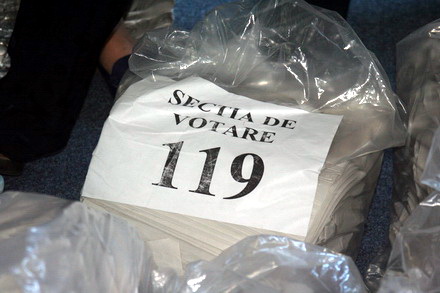 SECTIA DE
VOTARE
119